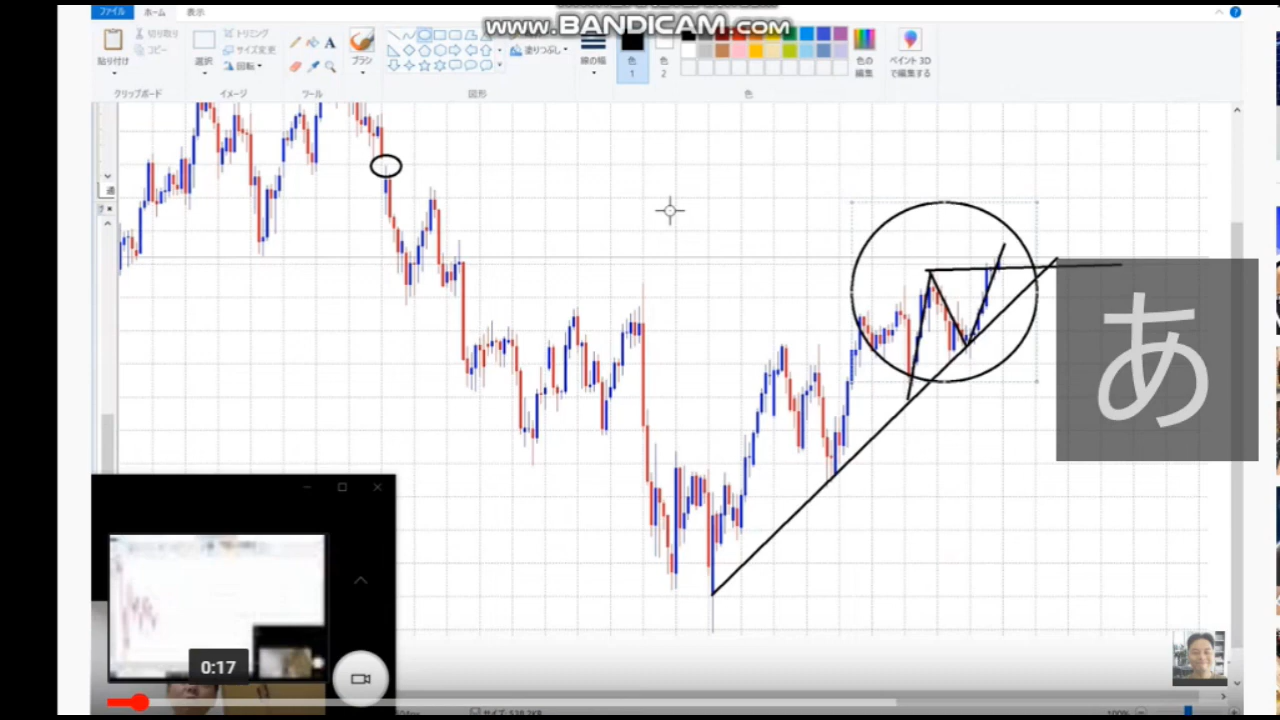 www.BANDICAM.com
ファイル ホーム 表示
貼り付け
切り取り
コピー
選択
トリミング
サイズ変更
回転
A
ブラシ
塗りつぶし
線の幅
色
1
色
2
色の
編集
ペイント 3D
で編集する
クリップボード イメージ ツール 図形 色
あ
0:17
100%